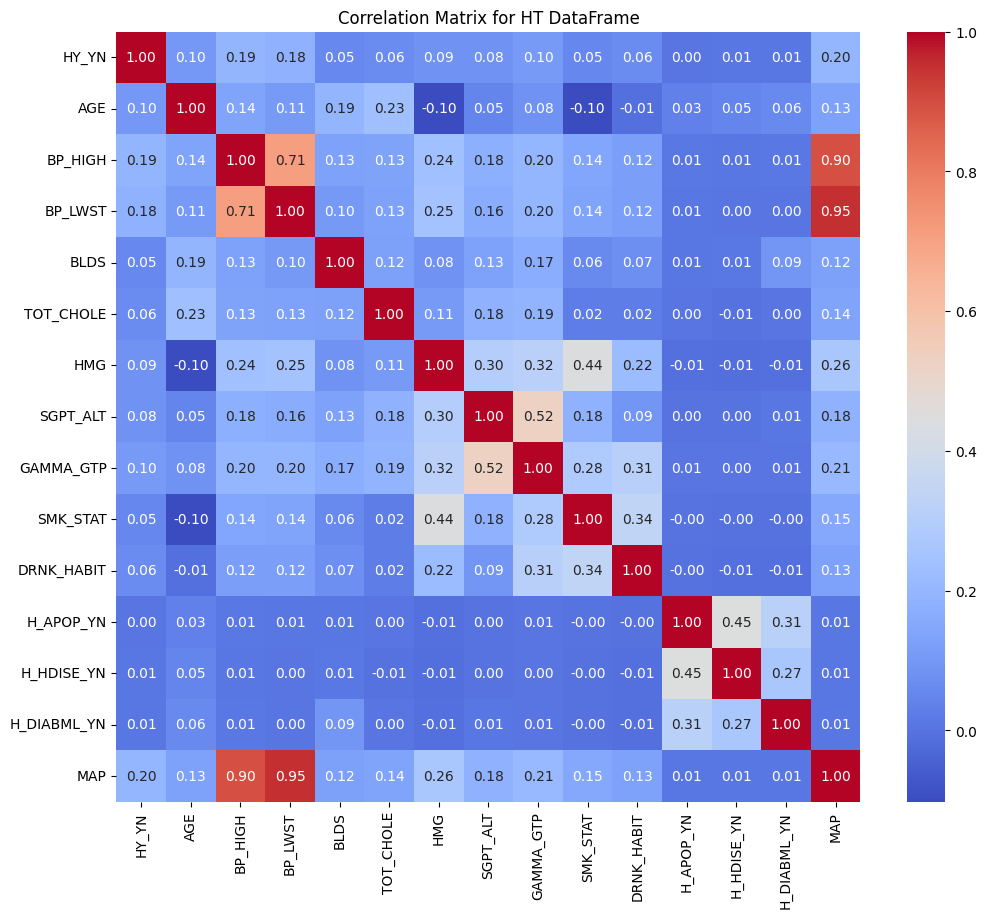 Correlation Matrix for HT DataFrame
HY_YN 1.00 0.10 0.19 0.18 0.05 0.06 0.09 0.08 0.10 0.05 0.06 0.00 0.01 0.01 0.20
AGE 0.10 1.00 0.14 0.11 0.19 0.23 -0.10 0.05 0.08 -0.10 -0.01 0.03 0.05 0.06 0.13
BP_HIGH 0.19 0.14 1.00 0.71 0.13 0.13 0.24 0.18 0.20 0.14 0.12 0.01 0.01 0.01 0.90
BP_LWST 0.18 0.11 0.71 1.00 0.10 0.13 0.25 0.16 0.20 0.14 0.12 0.01 0.00 0.00 0.95
BLDS 0.05 0.19 0.13 0.10 1.00 0.12 0.08 0.13 0.17 0.06 0.07 0.01 0.01 0.09 0.12
TOT_CHOLE 0.06 0.23 0.13 0.13 0.12 1.00 0.11 0.18 0.19 0.02 0.02 0.00 -0.01 0.00 0.14
HMG 0.09 -0.10 0.24 0.25 0.08 0.11 1.00 0.30 0.32 0.44 0.22 -0.01 -0.01 -0.01 0.26
SGPT_ALT 0.08 0.05 0.18 0.16 0.13 0.18 0.30 1.00 0.52 0.18 0.09 0.00 0.00 0.01 0.18
GAMMA_GTP 0.10 0.08 0.20 0.20 0.17 0.19 0.32 0.52 1.00 0.28 0.31 0.01 0.00 0.01 0.21
SMK_STAT 0.05 -0.10 0.14 0.14 0.06 0.02 0.44 0.18 0.28 1.00 0.34 -0.00 -0.00 -0.00 0.15
DRNK_HABIT 0.06 -0.01 0.12 0.12 0.07 0.02 0.22 0.09 0.31 0.34 1.00 -0.00 -0.01 -0.01 0.13
H_APOP_YN 0.00 0.03 0.01 0.01 0.01 0.00 -0.01 0.00 0.01 -0.00 -0.00 1.00 0.45 0.31 0.01
H_HDISE_YN 0.01 0.05 0.01 0.00 0.01 -0.01 -0.01 0.00 0.00 -0.00 -0.01 0.45 1.00 0.27 0.01
H_DIABML_YN 0.01 0.06 0.01 0.00 0.09 0.00 -0.01 0.01 0.01 -0.00 -0.01 0.31 0.27 1.00 0.01
MAP 0.20 0.13 0.90 0.95 0.12 0.14 0.26 0.18 0.21 0.15 0.13 0.01 0.01 0.01 1.00
HY_YN AGE BP_HIGH BP_LWST BLDS TOT_CHOLE HMG SGPT_ALT GAMMA_GTP SMK_STAT DRNK_HABIT H_APOP_YN H_HDISE_YN H_DIABML_YN MAP
1.0
0.8
0.6
0.4
0.2
0.0